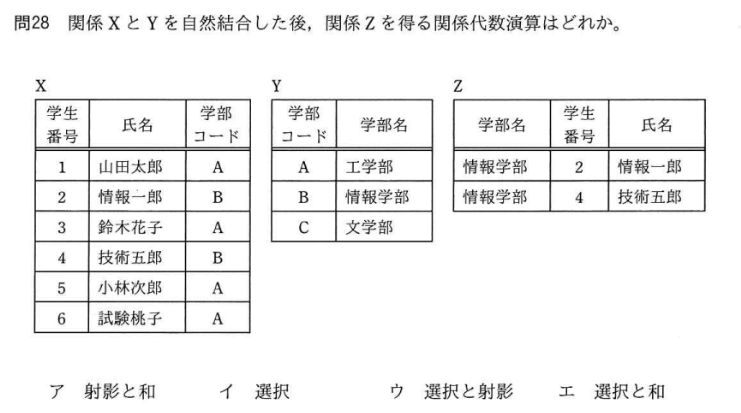 問28 関係XとYを自然結合した後，関係Zを得る関係代数演算はどれか。
X
学生番号 氏名 学部コード
1 山田太郎 A
2 情報一郎 B
3 鈴木花子 A
4 技術五郎 B
5 小林次郎 A
6 試験桃子 A
Y
学部コード 学部名
A 工学部
B 情報学部
C 文学部
Z
学部名 学生番号 氏名
情報学部 2 情報一郎
情報学部 4 技術五郎
ア 射影と和 イ 選択 ウ 選択と射影 エ 選択と和